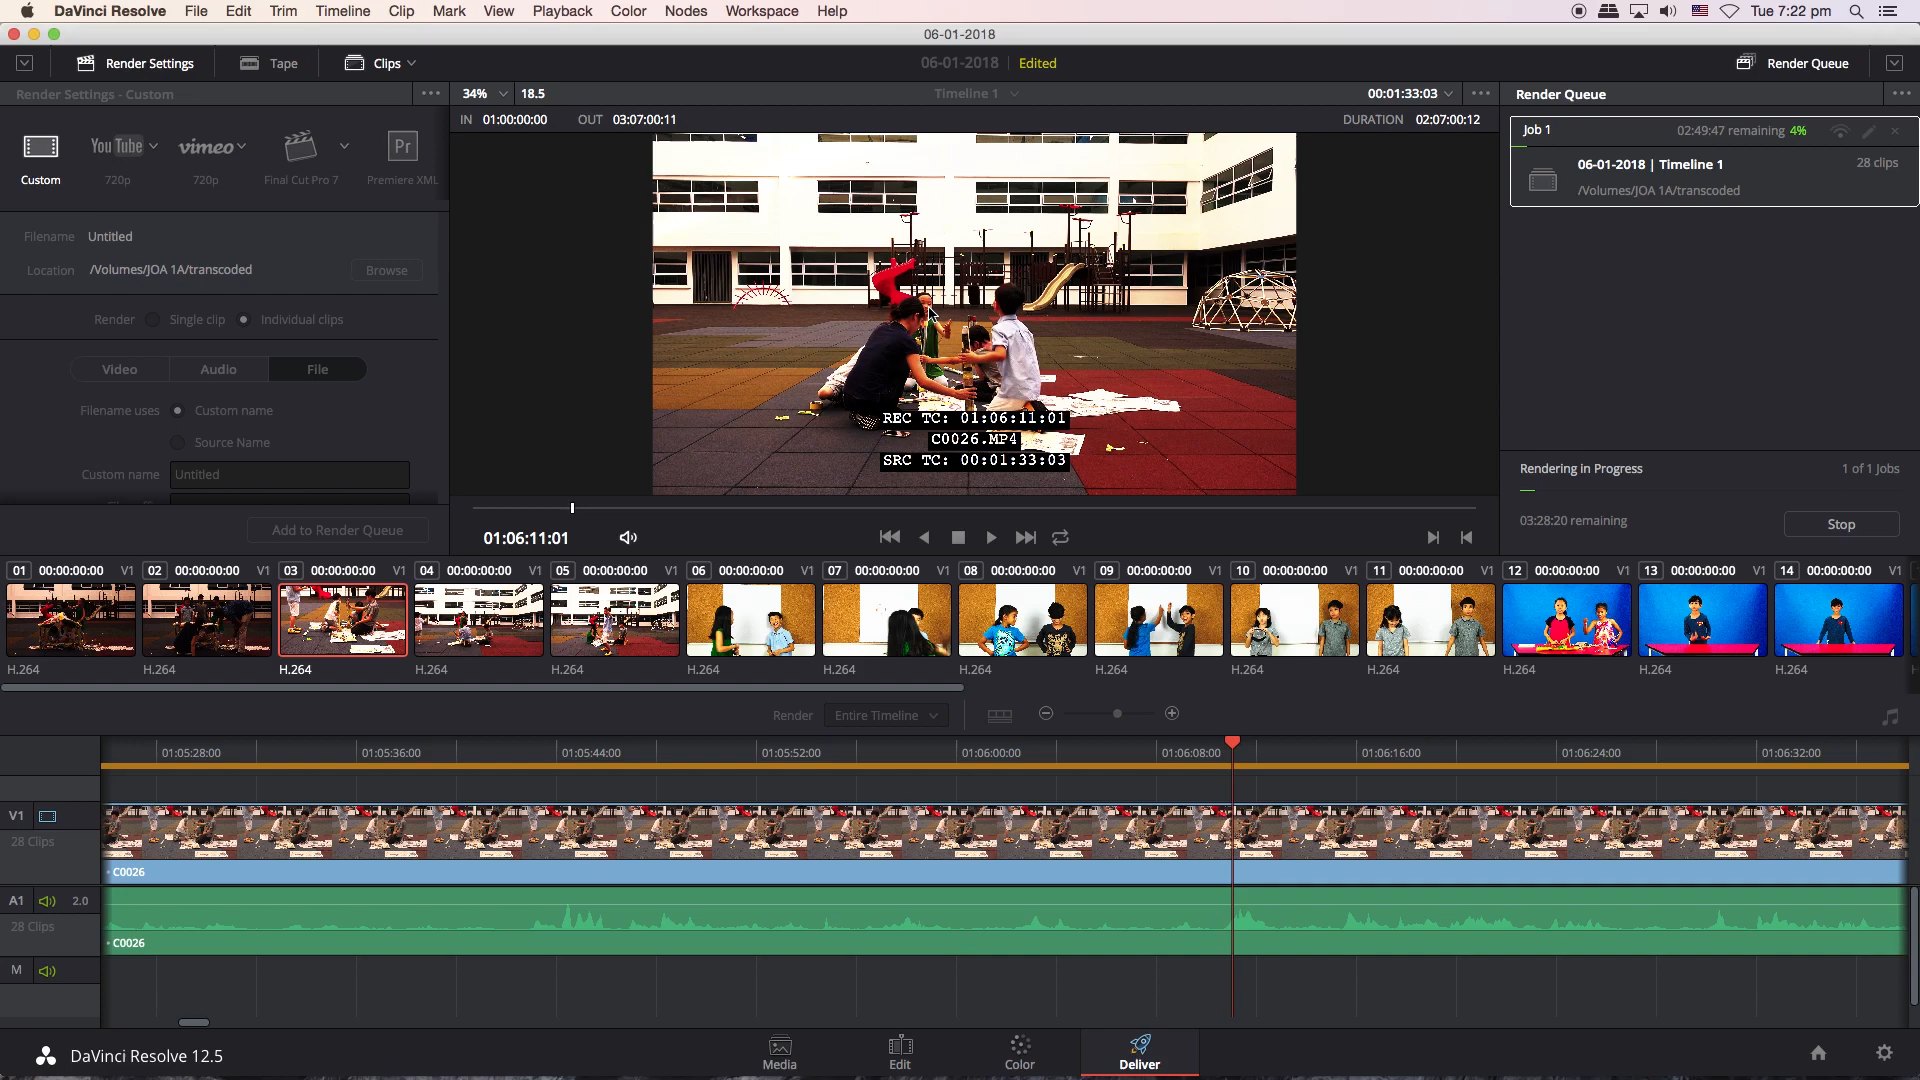 DaVinci Resolve File Edit Trim Timeline Clip Mark View Playback Color Nodes Workspace Help Tue 7:22 pm
06-01-2018
Render Settings Tape Clips 06-01-2018 Edited Render Queue
Render Settings - Custom ••• 34% 18.5 Timeline 1 00:01:33:03 ••• Render Queue •••
IN 01:00:00:00 OUT 03:07:00:11 DURATION 02:07:00:12
Job 1 02:49:47 remaining 4%
YouTube vimeo Pr
06-01-2018 | Timeline 1 28 clips
Custom 720p 720p Final Cut Pro 7 Premiere XML
/Volumes/JOA 1A/transcoded
Filename Untitled
Location /Volumes/JOA 1A/transcoded Browse
Render Single clip Individual clips
Video Audio File
Filename uses Custom name
Source Name
Custom name Untitled
Add to Render Queue
REC TC: 01:06:11:01
C0026.MP4
SRC TC: 00:01:33:03
Rendering in Progress 1 of 1 Jobs
03:28:20 remaining Stop
01:06:11:01
01 00:00:00:00 V1 02 00:00:00:00 V1 03 00:00:00:00 V1 04 00:00:00:00 V1 05 00:00:00:00 V1 06 00:00:00:00 V1 07 00:00:00:00 V1 08 00:00:00:00 V1 09 00:00:00:00 V1 10 00:00:00:00 V1 11 00:00:00:00 V1 12 00:00:00:00 V1 13 00:00:00:00 V1 14 00:00:00:00 V1
H.264 H.264 H.264 H.264 H.264 H.264 H.264 H.264 H.264 H.264 H.264 H.264 H.264 H.264
Render Entire Timeline
01:05:28:00 01:05:36:00 01:05:44:00 01:05:52:00 01:06:00:00 01:06:08:00 01:06:16:00 01:06:24:00 01:06:32:00
V1
28 Clips
C0026
A1 2.0
28 Clips
C0026
M
DaVinci Resolve 12.5 Media Edit Color Deliver